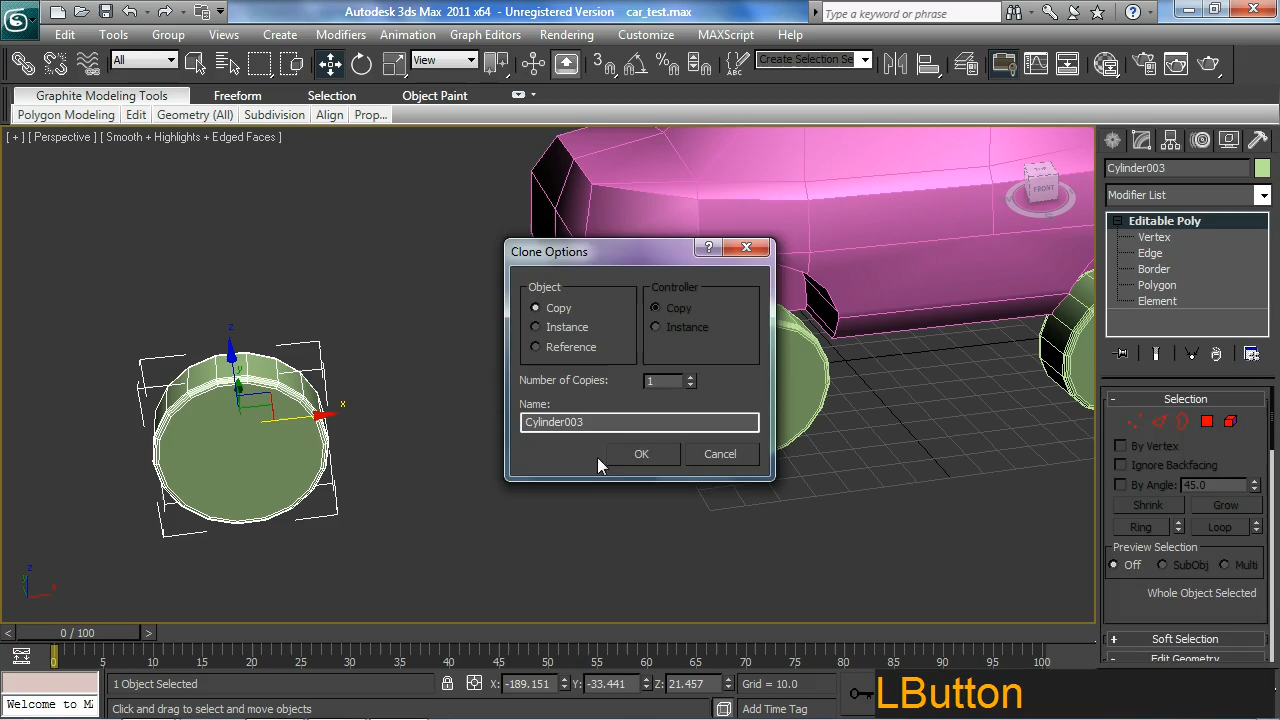 Autodesk 3ds Max 2011 x64 - Unregistered Version car_test.max
Type a keyword or phrase
Edit Tools Group Views Create Modifiers Animation Graph Editors Rendering Customize MAXScript Help
All View Create Selection Se
Graphite Modeling Tools Freeform Selection Object Paint
Polygon Modeling Edit Geometry (All) Subdivision Align Prop...
[ + ] [ Perspective ] [ Smooth + Highlights + Edged Faces ]
Cylinder003
Modifier List
FRONT
Editable Poly
Vertex
Edge
Border
Polygon
Element
Clone Options
Object
Copy
Instance
Reference
Controller
Copy
Instance
Number of Copies: 1
Name:
Cylinder003
OK Cancel
z
y
x
Selection
By Vertex
Ignore Backfacing
By Angle: 45.0
Shrink Grow
Ring Loop
Preview Selection
Off SubObj Multi
Whole Object Selected
Soft Selection
Edit Geometry
z
x
< 0 / 100 >
0 5 10 15 20 25 30 35 40 45 50 55 60 65 70 75 80 85 90 95 100
1 Object Selected X: -189.151 Y: -33.441 Z: 21.457 Grid = 10.0
Welcome to M
Click and drag to select and move objects
Add Time Tag
LButton